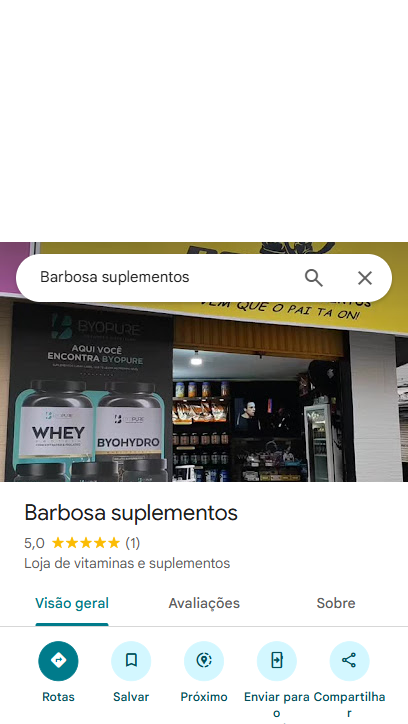 Barbosa suplementos
VEM QUE O PAI TA ON!
BYOPURE
AQUI VOCÊ
ENCONTRA BYOPURE
WHEY
BYOHYDRO
Barbosa suplementos
5,0 (1)
Loja de vitaminas e suplementos
Visão geral Avaliações Sobre
Rotas Salvar Próximo Enviar para o Compartilhar